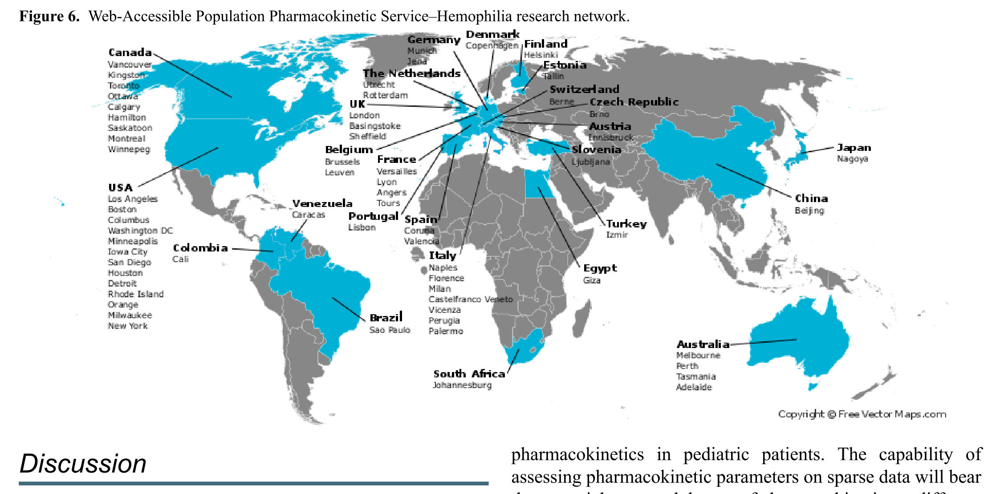 Figure 6. Web-Accessible Population Pharmacokinetic Service–Hemophilia research network.
Canada
Vancouver
Kingston
Toronto
Ottawa
Calgary
Hamilton
Saskatoon
Montreal
Winnepeg
USA
Los Angeles
Boston
Columbus
Washington DC
Minneapolis
Iowa City
San Diego
Houston
Detroit
Rhode Island
Orange
Milwaukee
New York
Venezuela
Caracas
Colombia
Cali
Brazil
Sao Paulo
Germany
Munich
Jena
Denmark
Copenhagen
Finland
Helsinki
Estonia
Tallin
The Netherlands
Utrecht
Rotterdam
UK
London
Basingstoke
Sheffield
Belgium
Brussels
Leuven
France
Versailles
Lyon
Angers
Tours
Portugal
Lisbon
Spain
Coruna
Valencia
Italy
Naples
Florence
Milan
Castelfranco Veneto
Vicenza
Perugia
Palermo
Switzerland
Berne
Czech Republic
Brno
Austria
Innisbruck
Slovenia
Ljubljana
Turkey
Izmir
Egypt
Giza
South Africa
Johannesburg
Japan
Nagoya
China
Beijing
Australia
Melbourne
Perth
Tasmania
Adelaide
Copyright © Free Vector Maps.com
Discussion
pharmacokinetics in pediatric patients. The capability of
assessing pharmacokinetic parameters on sparse data will bear